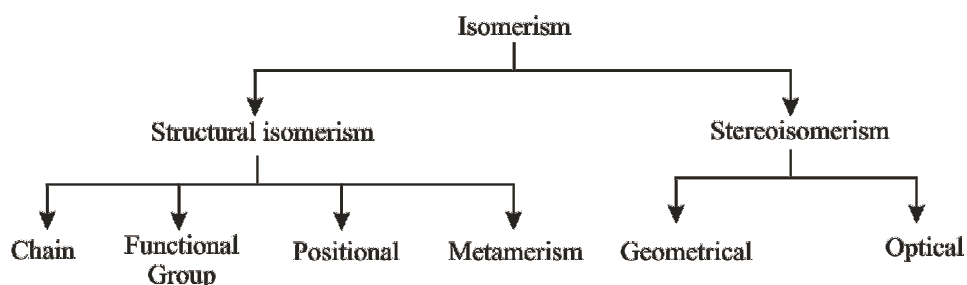 Isomerism
Structural isomerism
Stereoisomerism
Chain
Functional
Group
Positional
Metamerism
Geometrical
Optical